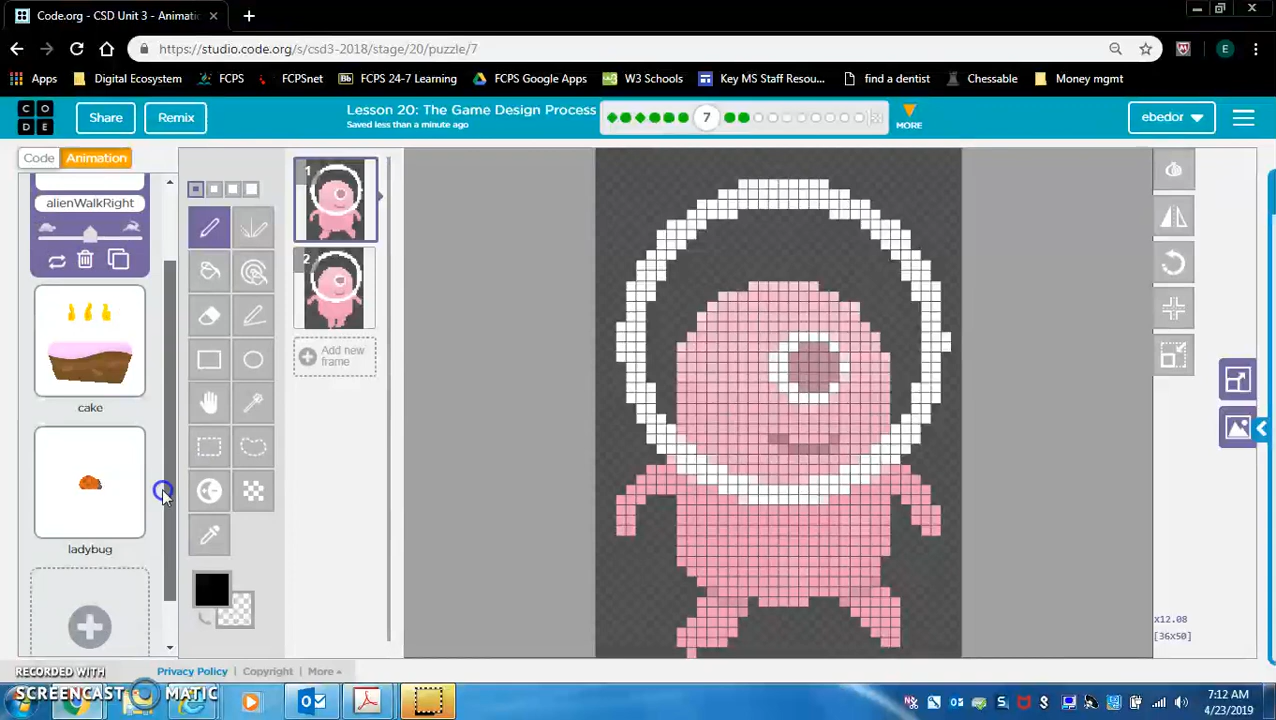 Code.org - CSD Unit 3 - Animatio
https://studio.code.org/s/csd3-2018/stage/20/puzzle/7
E
Apps
Digital Ecosystem
FCPS
FCPSnet
Bb FCPS 24-7 Learning
FCPS Google Apps
W3 Schools
Key MS Staff Resou...
find a dentist
Chessable
Money mgmt
C O
D E
Share
Remix
Lesson 20: The Game Design Process
Saved less than a minute ago
7
MORE
ebedor
Code
Animation
alienWalkRight
1
2
Add new
frame
cake
ladybug
x12.08
[36x50]
RECORDED WITH
SCREENCAST MATIC
Privacy Policy
Copyright
More
7:12 AM
4/23/2019